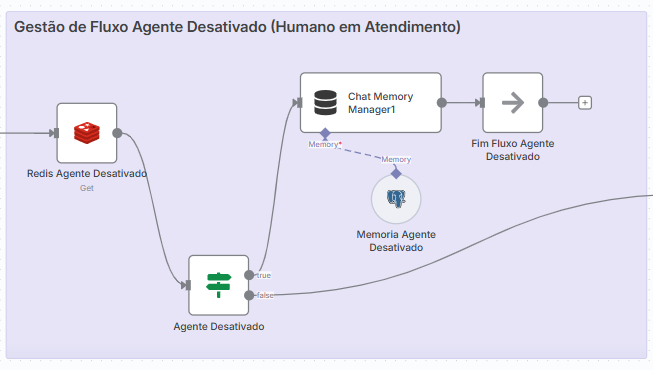 Gestão de Fluxo Agente Desativado (Humano em Atendimento)
Chat Memory
Manager1
Memory*
Memory
Fim Fluxo Agente
Desativado
Redis Agente Desativado
Get
Memoria Agente
Desativado
true
false
Agente Desativado